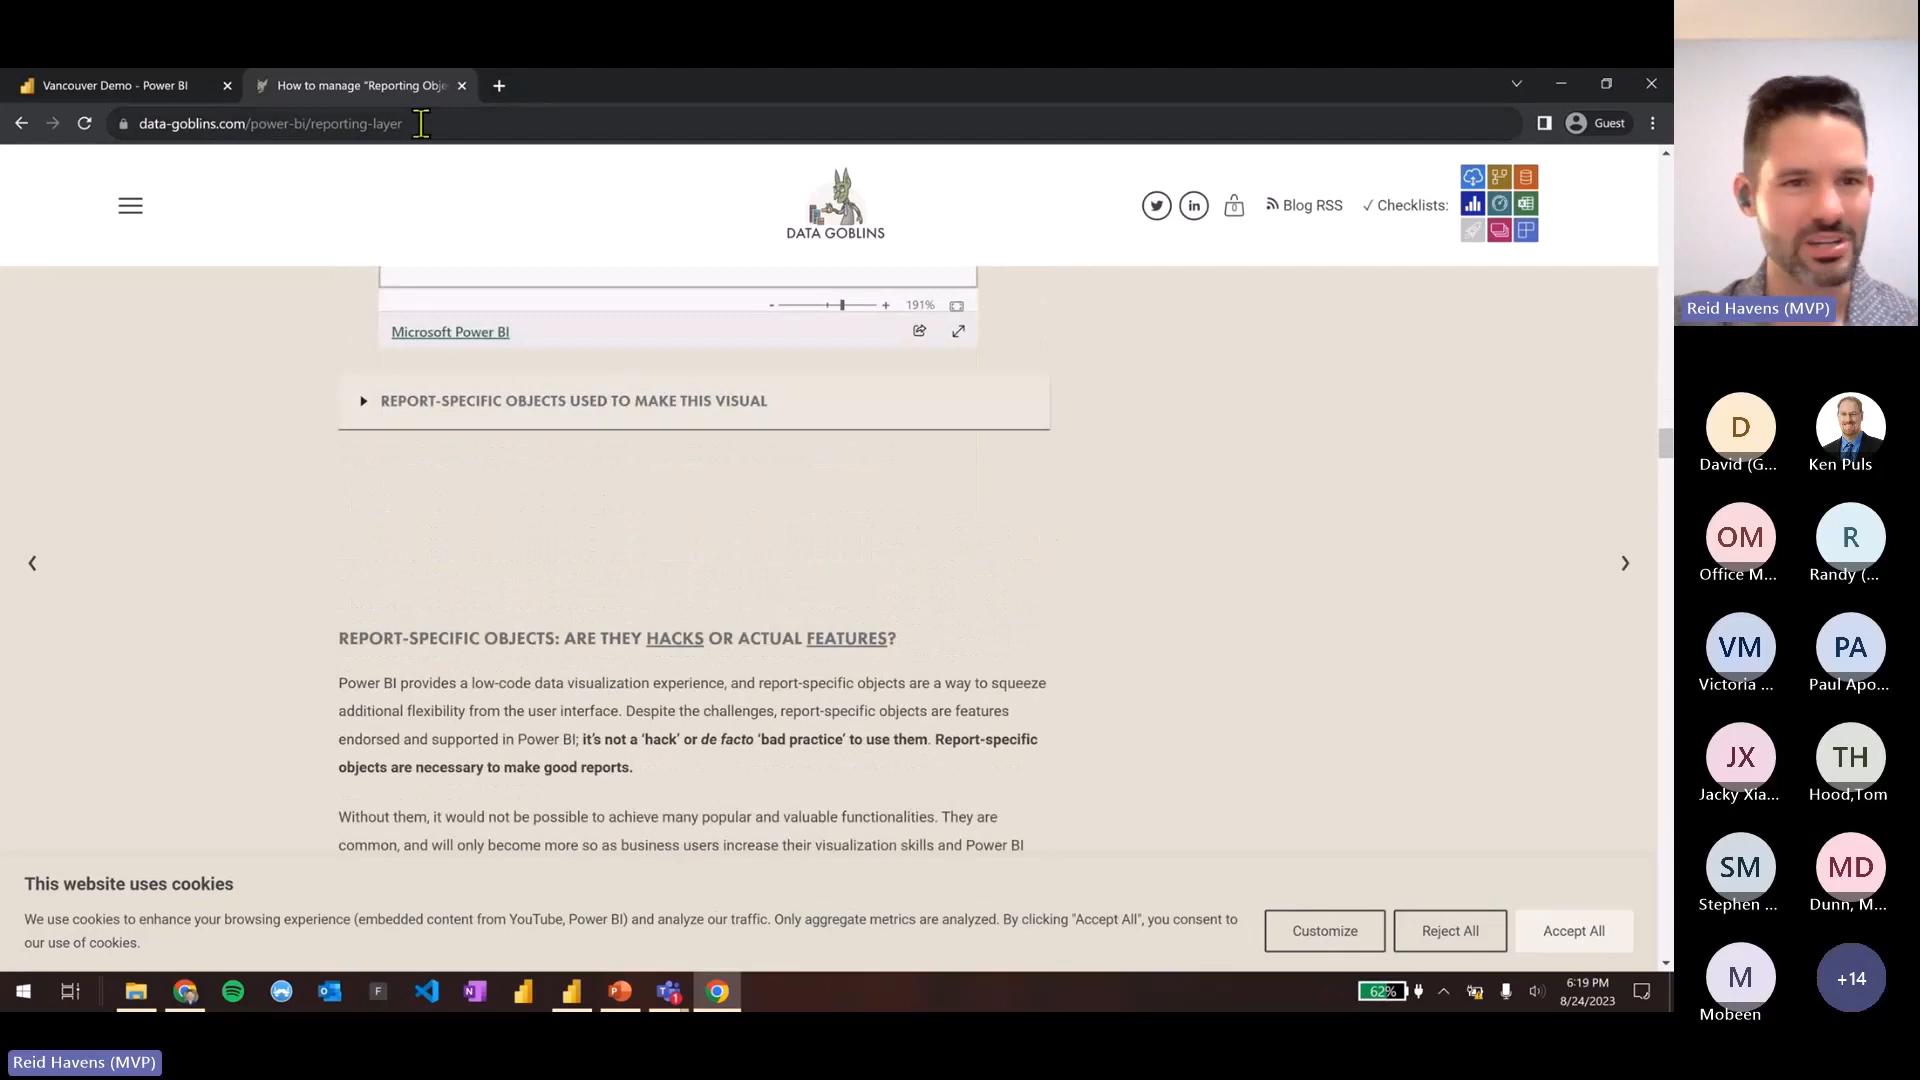 Vancouver Demo - Power BI
How to manage "Reporting Obje
data-goblins.com/power-bi/reporting-layer
Guest
DATA GOBLINS
Blog RSS
✓ Checklists:
- + 191%
Microsoft Power BI
REPORT-SPECIFIC OBJECTS USED TO MAKE THIS VISUAL
REPORT-SPECIFIC OBJECTS: ARE THEY HACKS OR ACTUAL FEATURES?
Power BI provides a low-code data visualization experience, and report-specific objects are a way to squeeze
additional flexibility from the user interface. Despite the challenges, report-specific objects are features
endorsed and supported in Power BI; it's not a 'hack' or de facto 'bad practice' to use them. Report-specific
objects are necessary to make good reports.
Without them, it would not be possible to achieve many popular and valuable functionalities. They are
common, and will only become more so as business users increase their visualization skills and Power BI
This website uses cookies
We use cookies to enhance your browsing experience (embedded content from YouTube, Power BI) and analyze our traffic. Only aggregate metrics are analyzed. By clicking "Accept All", you consent to
our use of cookies.
Customize
Reject All
Accept All
62%
6:19 PM
8/24/2023
Reid Havens (MVP)
Reid Havens (MVP)
D
David (G...
Ken Puls
OM
Office M...
R
Randy (...
VM
Victoria ...
PA
Paul Apo...
JX
Jacky Xia...
TH
Hood,Tom
SM
Stephen ...
MD
Dunn, M...
M
Mobeen
+14